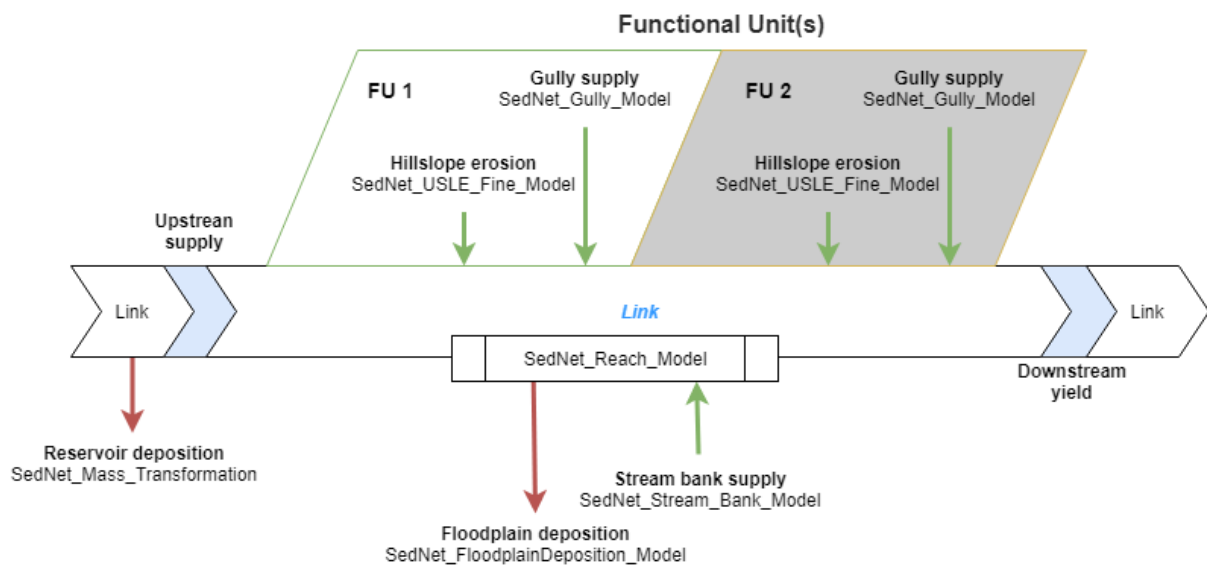 Functional Unit(s)
FU 1
Gully supply
SedNet_Gully_Model
Hillslope erosion
SedNet_USLE_Fine_Model
FU 2
Gully supply
SedNet_Gully_Model
Hillslope erosion
SedNet_USLE_Fine_Model
Upstrean
supply
Link
Link
Link
SedNet_Reach_Model
Downstream
yield
Reservoir deposition
SedNet_Mass_Transformation
Stream bank supply
SedNet_Stream_Bank_Model
Floodplain deposition
SedNet_FloodplainDeposition_Model